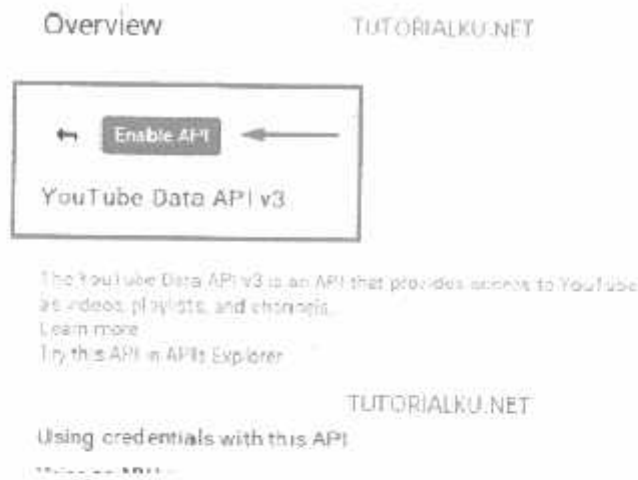 Overview
TUTORIALKU.NET
Enable API
YouTube Data API v3
The YouTube Data API v3 is an API that provides access to YouTube
as videos, playlists, and channels.
Learn more
Try this API in APIs Explorer
TUTORIALKU.NET
Using credentials with this API